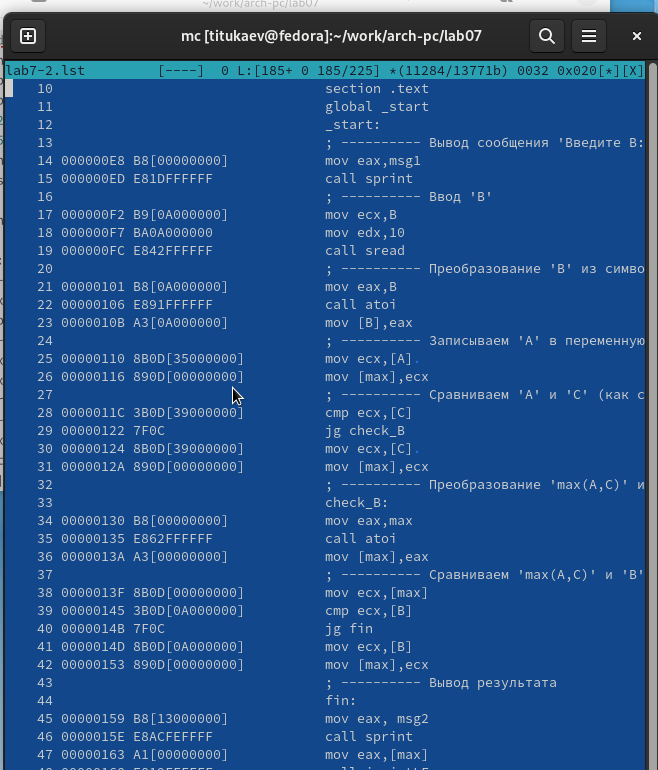 ~/work/arch-pc/lab07
mc [titukaev@fedora]:~/work/arch-pc/lab07
lab7-2.lst [----] 0 L:[185+ 0 185/225] *(11284/13771b) 0032 0x020[*][X]
10 section .text
11 global _start
12 _start:
13 ; ---------- Вывод сообщения 'Введите B:
14 000000E8 B8[00000000] mov eax,msg1
15 000000ED E81DFFFFFF call sprint
16 ; ---------- Ввод 'B'
17 000000F2 B9[0A000000] mov ecx,B
18 000000F7 BA0A000000 mov edx,10
19 000000FC E842FFFFFF call sread
20 ; ---------- Преобразование 'B' из симво
21 00000101 B8[0A000000] mov eax,B
22 00000106 E891FFFFFF call atoi
23 0000010B A3[0A000000] mov [B],eax
24 ; ---------- Записываем 'A' в переменную
25 00000110 8B0D[35000000] mov ecx,[A].
26 00000116 890D[00000000] mov [max],ecx
27 ; ---------- Сравниваем 'A' и 'C' (как с
28 0000011C 3B0D[39000000] cmp ecx,[C]
29 00000122 7F0C jg check_B
30 00000124 8B0D[39000000] mov ecx,[C].
31 0000012A 890D[00000000] mov [max],ecx
32 ; ---------- Преобразование 'max(A,C)' и
33 check_B:
34 00000130 B8[00000000] mov eax,max
35 00000135 E862FFFFFF call atoi
36 0000013A A3[00000000] mov [max],eax
37 ; ---------- Сравниваем 'max(A,C)' и 'B'
38 0000013F 8B0D[00000000] mov ecx,[max]
39 00000145 3B0D[0A000000] cmp ecx,[B]
40 0000014B 7F0C jg fin
41 0000014D 8B0D[0A000000] mov ecx,[B]
42 00000153 890D[00000000] mov [max],ecx
43 ; ---------- Вывод результата
44 fin:
45 00000159 B8[13000000] mov eax, msg2
46 0000015E E8ACFEFFFF call sprint
47 00000163 A1[00000000] mov eax,[max]